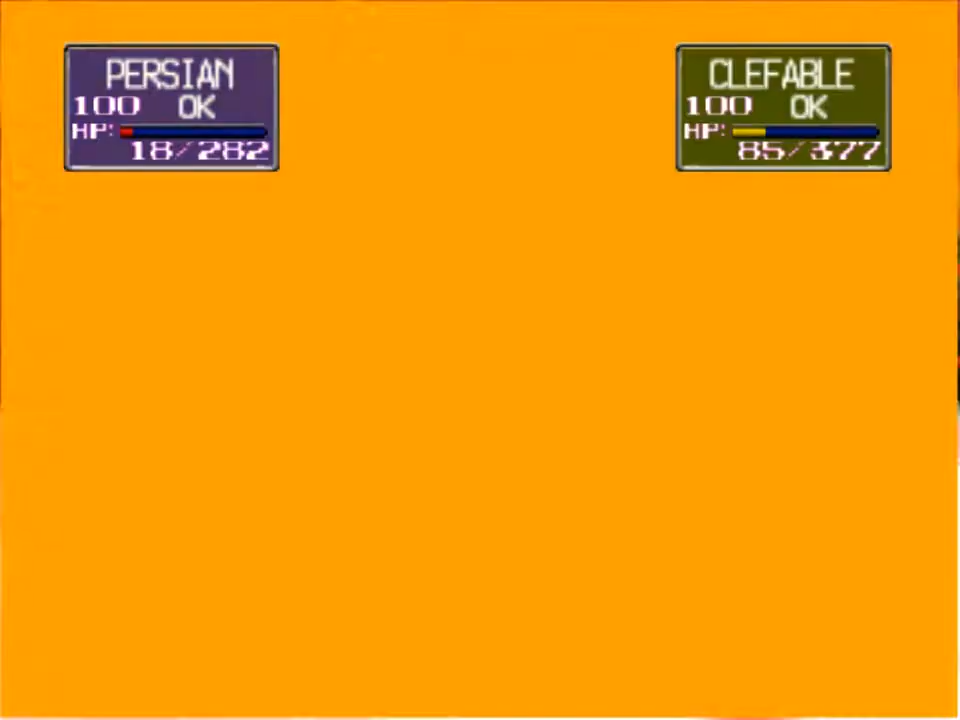 PERSIAN
100 OK
HP:
18/282
CLEFABLE
100 OK
HP:
85/377